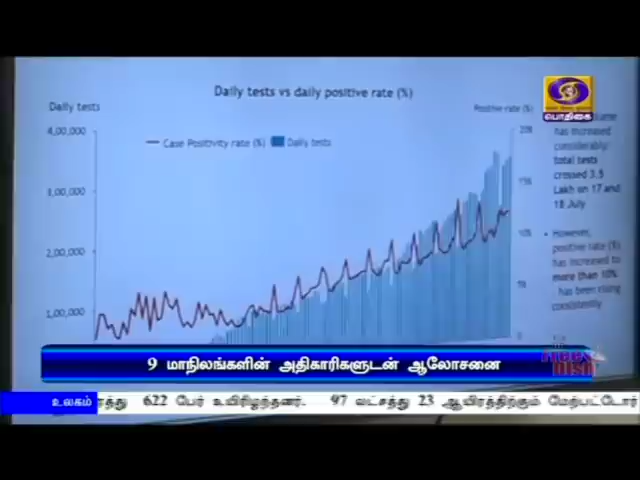 Daily tests vs daily positive rate (%)
Daily tests
Positive rate (%)
பொதிகை
4,00,000
3,00,000
2,00,000
1,00,000
Case Positivity rate (%) Daily tests
20%
15%
10%
5%
has increased
considerably:
total tests
crossed 3.5
Lakh on 17 and
18 July
• However,
positive rate (%)
has increased to
more than 10%
has been rising
consistently
9 மாநிலங்களின் அதிகாரிகளுடன் ஆலோசனை
உலகம் 622 பேர் உயிரிழந்தனர். 97 லட்சத்து 23 ஆயிரத்திற்கும் மேற்பட்டோர்